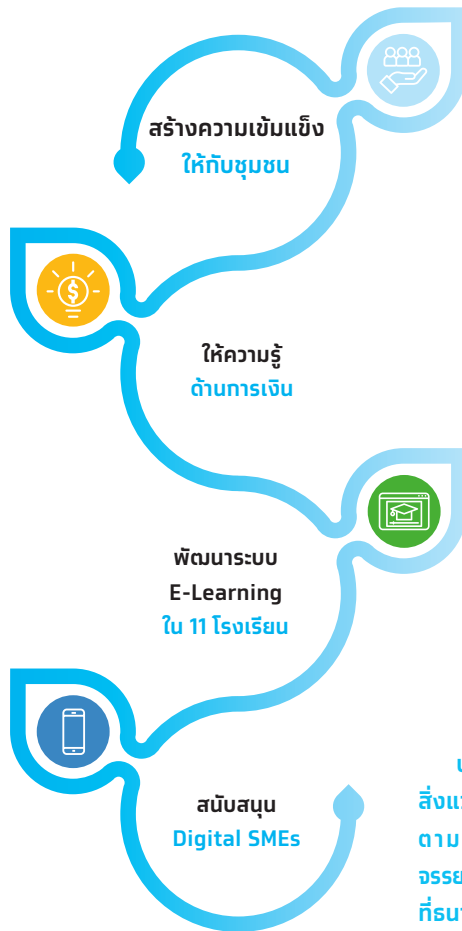 สร้างความเข้มแข็ง
ให้กับชุมชน
ให้ความรู้
ด้านการเงิน
พัฒนาระบบ
E-Learning
ใน 11 โรงเรียน
สนับสนุน
Digital SMEs
ตาม